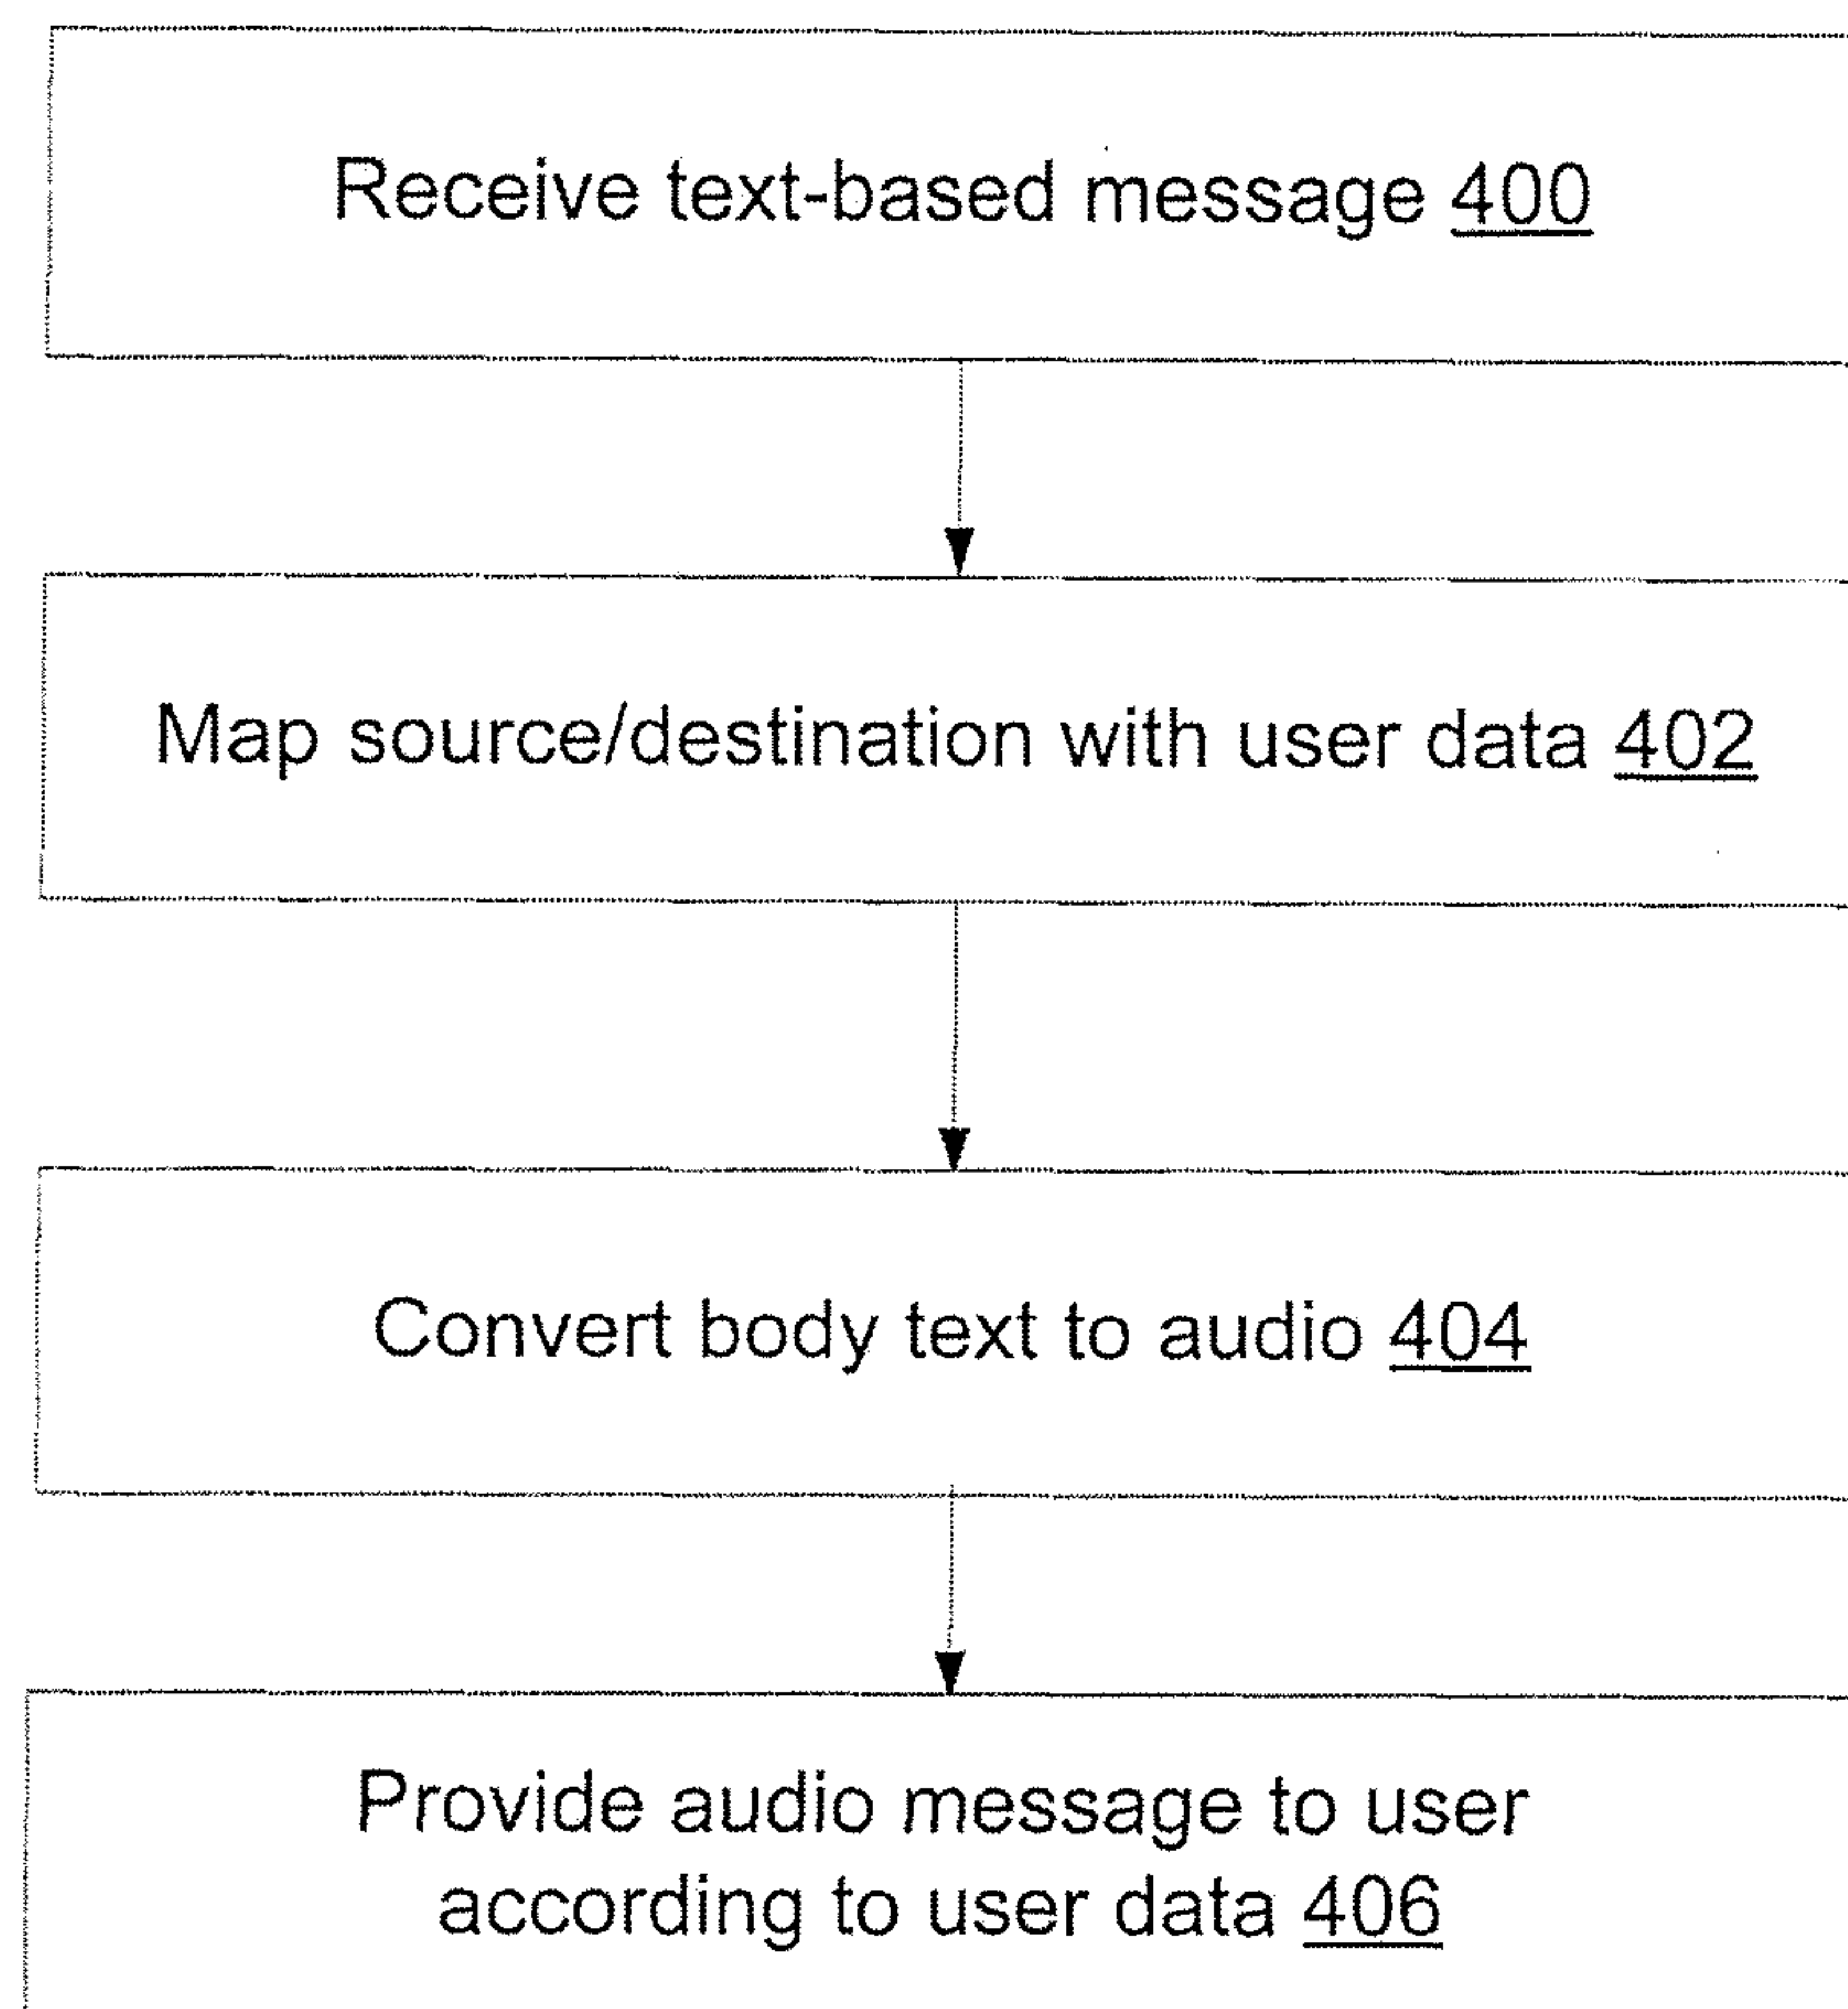 Receive text-based message 400
Map source/destination with user data 402
Convert body text to audio 404
Provide audio message to user
according to user data 406